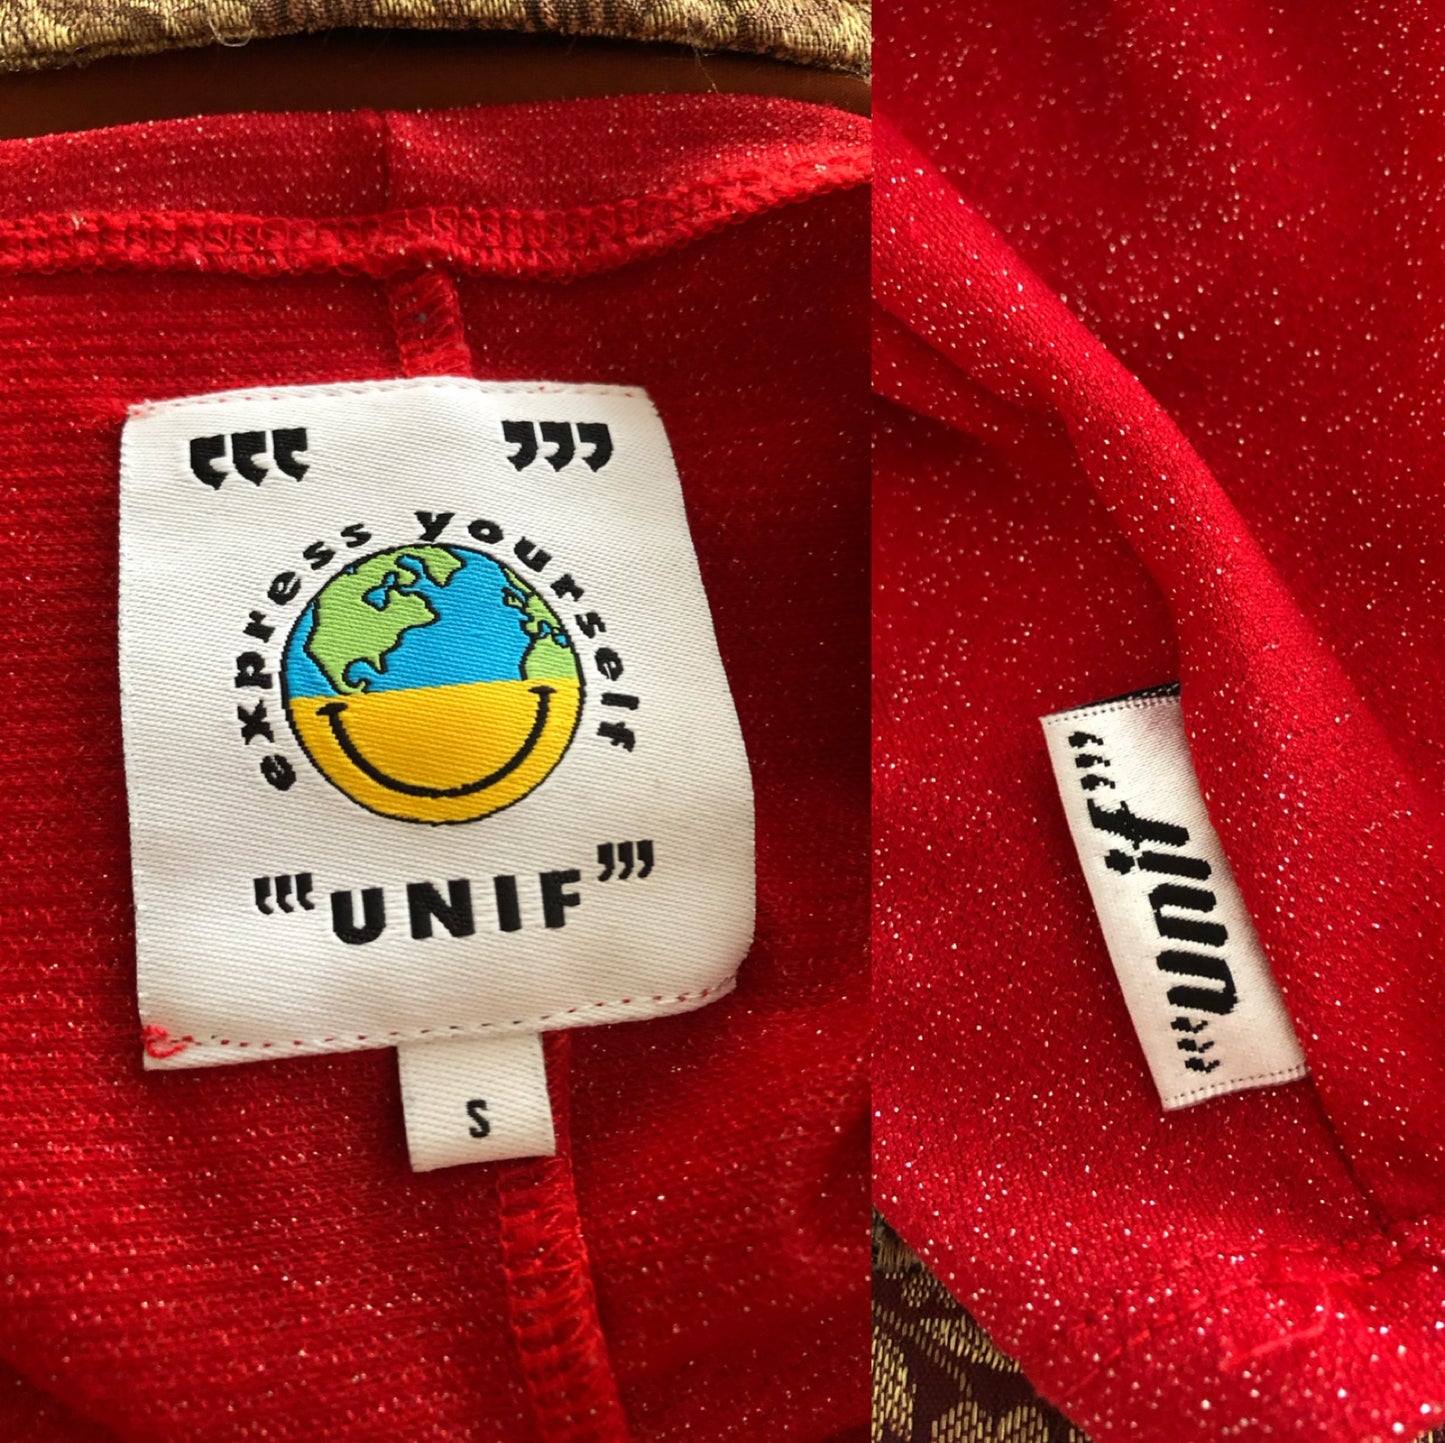 “‘ ’”
express yourself
“‘UNIF’”
S
“‘unif’”